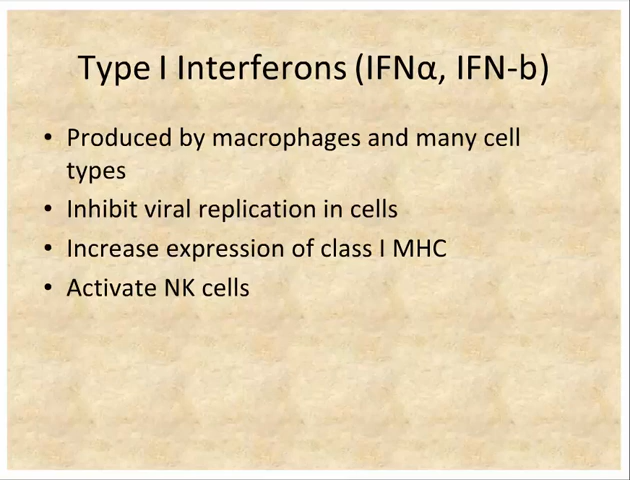 Type I Interferons (IFNα, IFN-b)
• Produced by macrophages and many cell
types
• Inhibit viral replication in cells
• Increase expression of class I MHC
• Activate NK cells